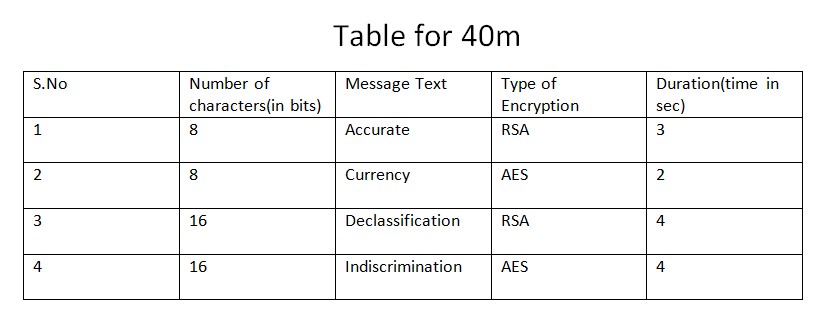 Table for 40m
S.No
Number of
characters(in bits)
Message Text
Type of
Encryption
Duration(time in
sec)
1
8
Accurate
RSA
3
2
8
Currency
AES
2
3
16
Declassification
RSA
4
4
16
Indiscrimination
AES
4